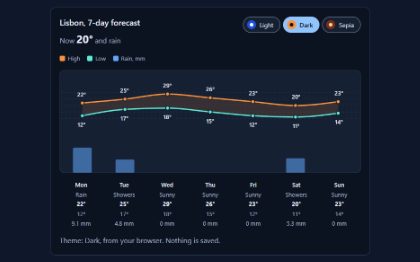 Lisbon, 7-day forecast
Light Dark Sepia
Now 20° and rain
High Low Rain, mm
22° 25° 29° 26° 23° 20° 23°
12° 17° 18° 15° 12° 11° 14°
Mon Tue Wed Thu Fri Sat Sun
Rain Showers Sunny Sunny Sunny Showers Sunny
22° 25° 29° 26° 23° 20° 23°
12° 17° 18° 15° 12° 11° 14°
9.1 mm 4.8 mm 0 mm 0 mm 0 mm 5.3 mm 0 mm
Theme: Dark, from your browser. Nothing is saved.